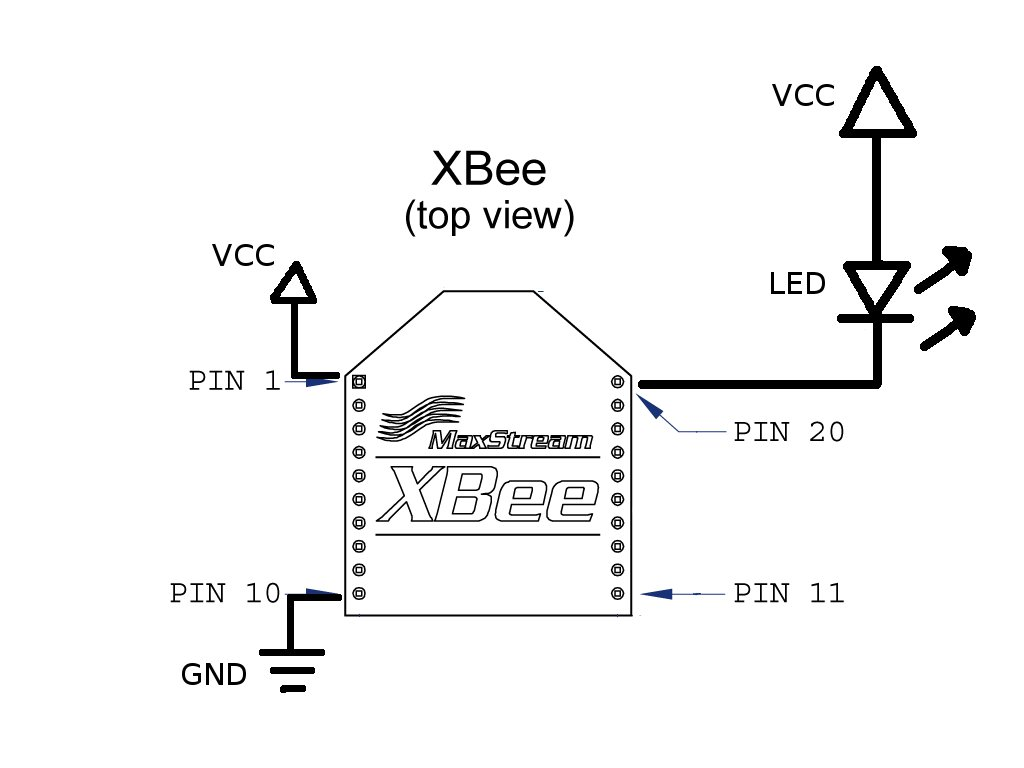 VCC
XBee
(top view)
VCC
LED
PIN 1
PIN 20
MaxStream
XBee
PIN 10
PIN 11
GND